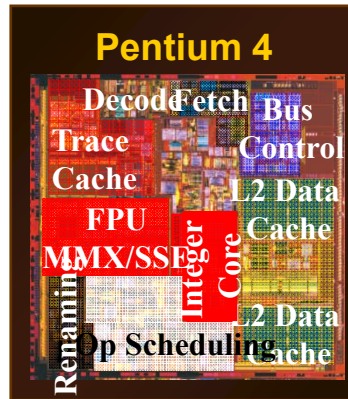 Pentium 4
Decode
Fetch
Bus
Control
Trace
Cache
L2 Data
Cache
FPU
MMX/SSE
Integer
Core
Renaming
Op Scheduling
L2 Data
Cache